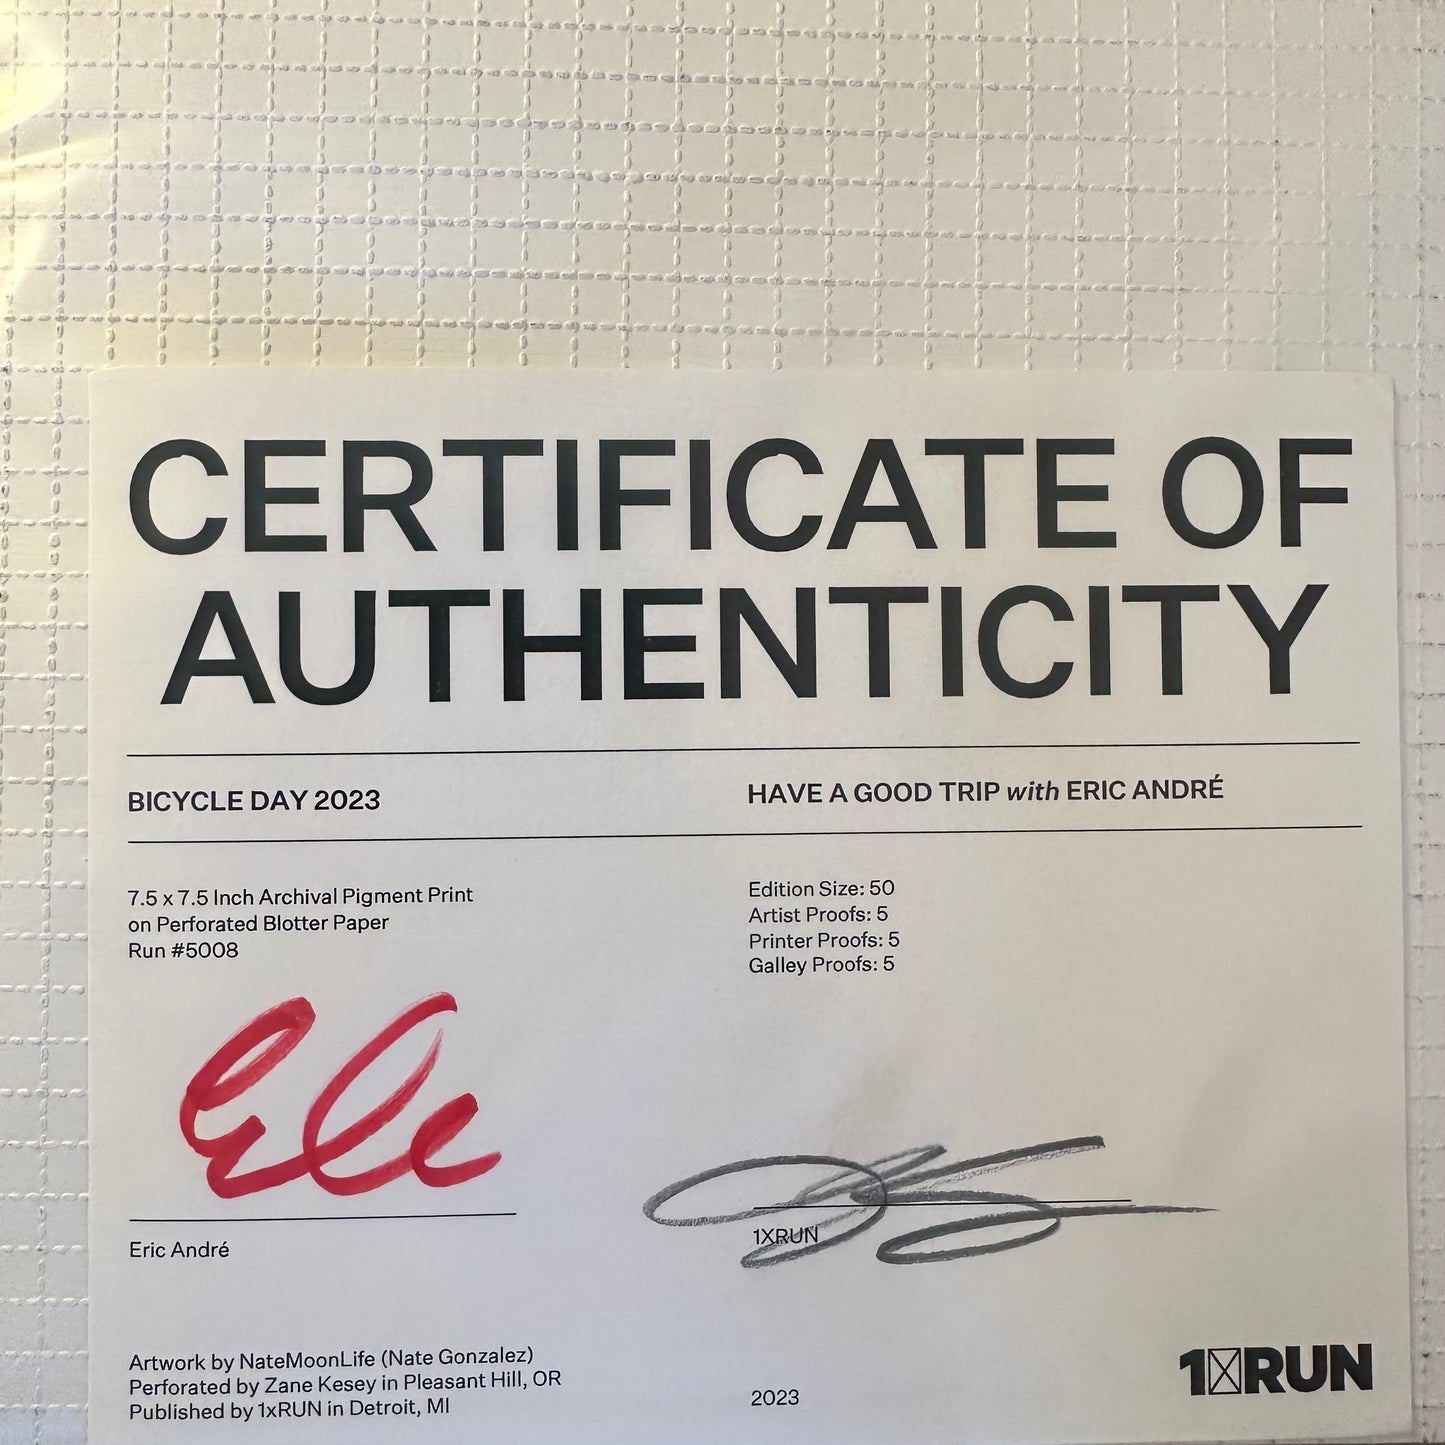 CERTIFICATE OF
AUTHENTICITY
BICYCLE DAY 2023
HAVE A GOOD TRIP with ERIC ANDRÉ
7.5 x 7.5 Inch Archival Pigment Print
on Perforated Blotter Paper
Run #5008
Edition Size: 50
Artist Proofs: 5
Printer Proofs: 5
Galley Proofs: 5
Eric André
1XRUN
Artwork by NateMoonLife (Nate Gonzalez)
Perforated by Zane Kesey in Pleasant Hill, OR
Published by 1xRUN in Detroit, MI
2023
1XRUN